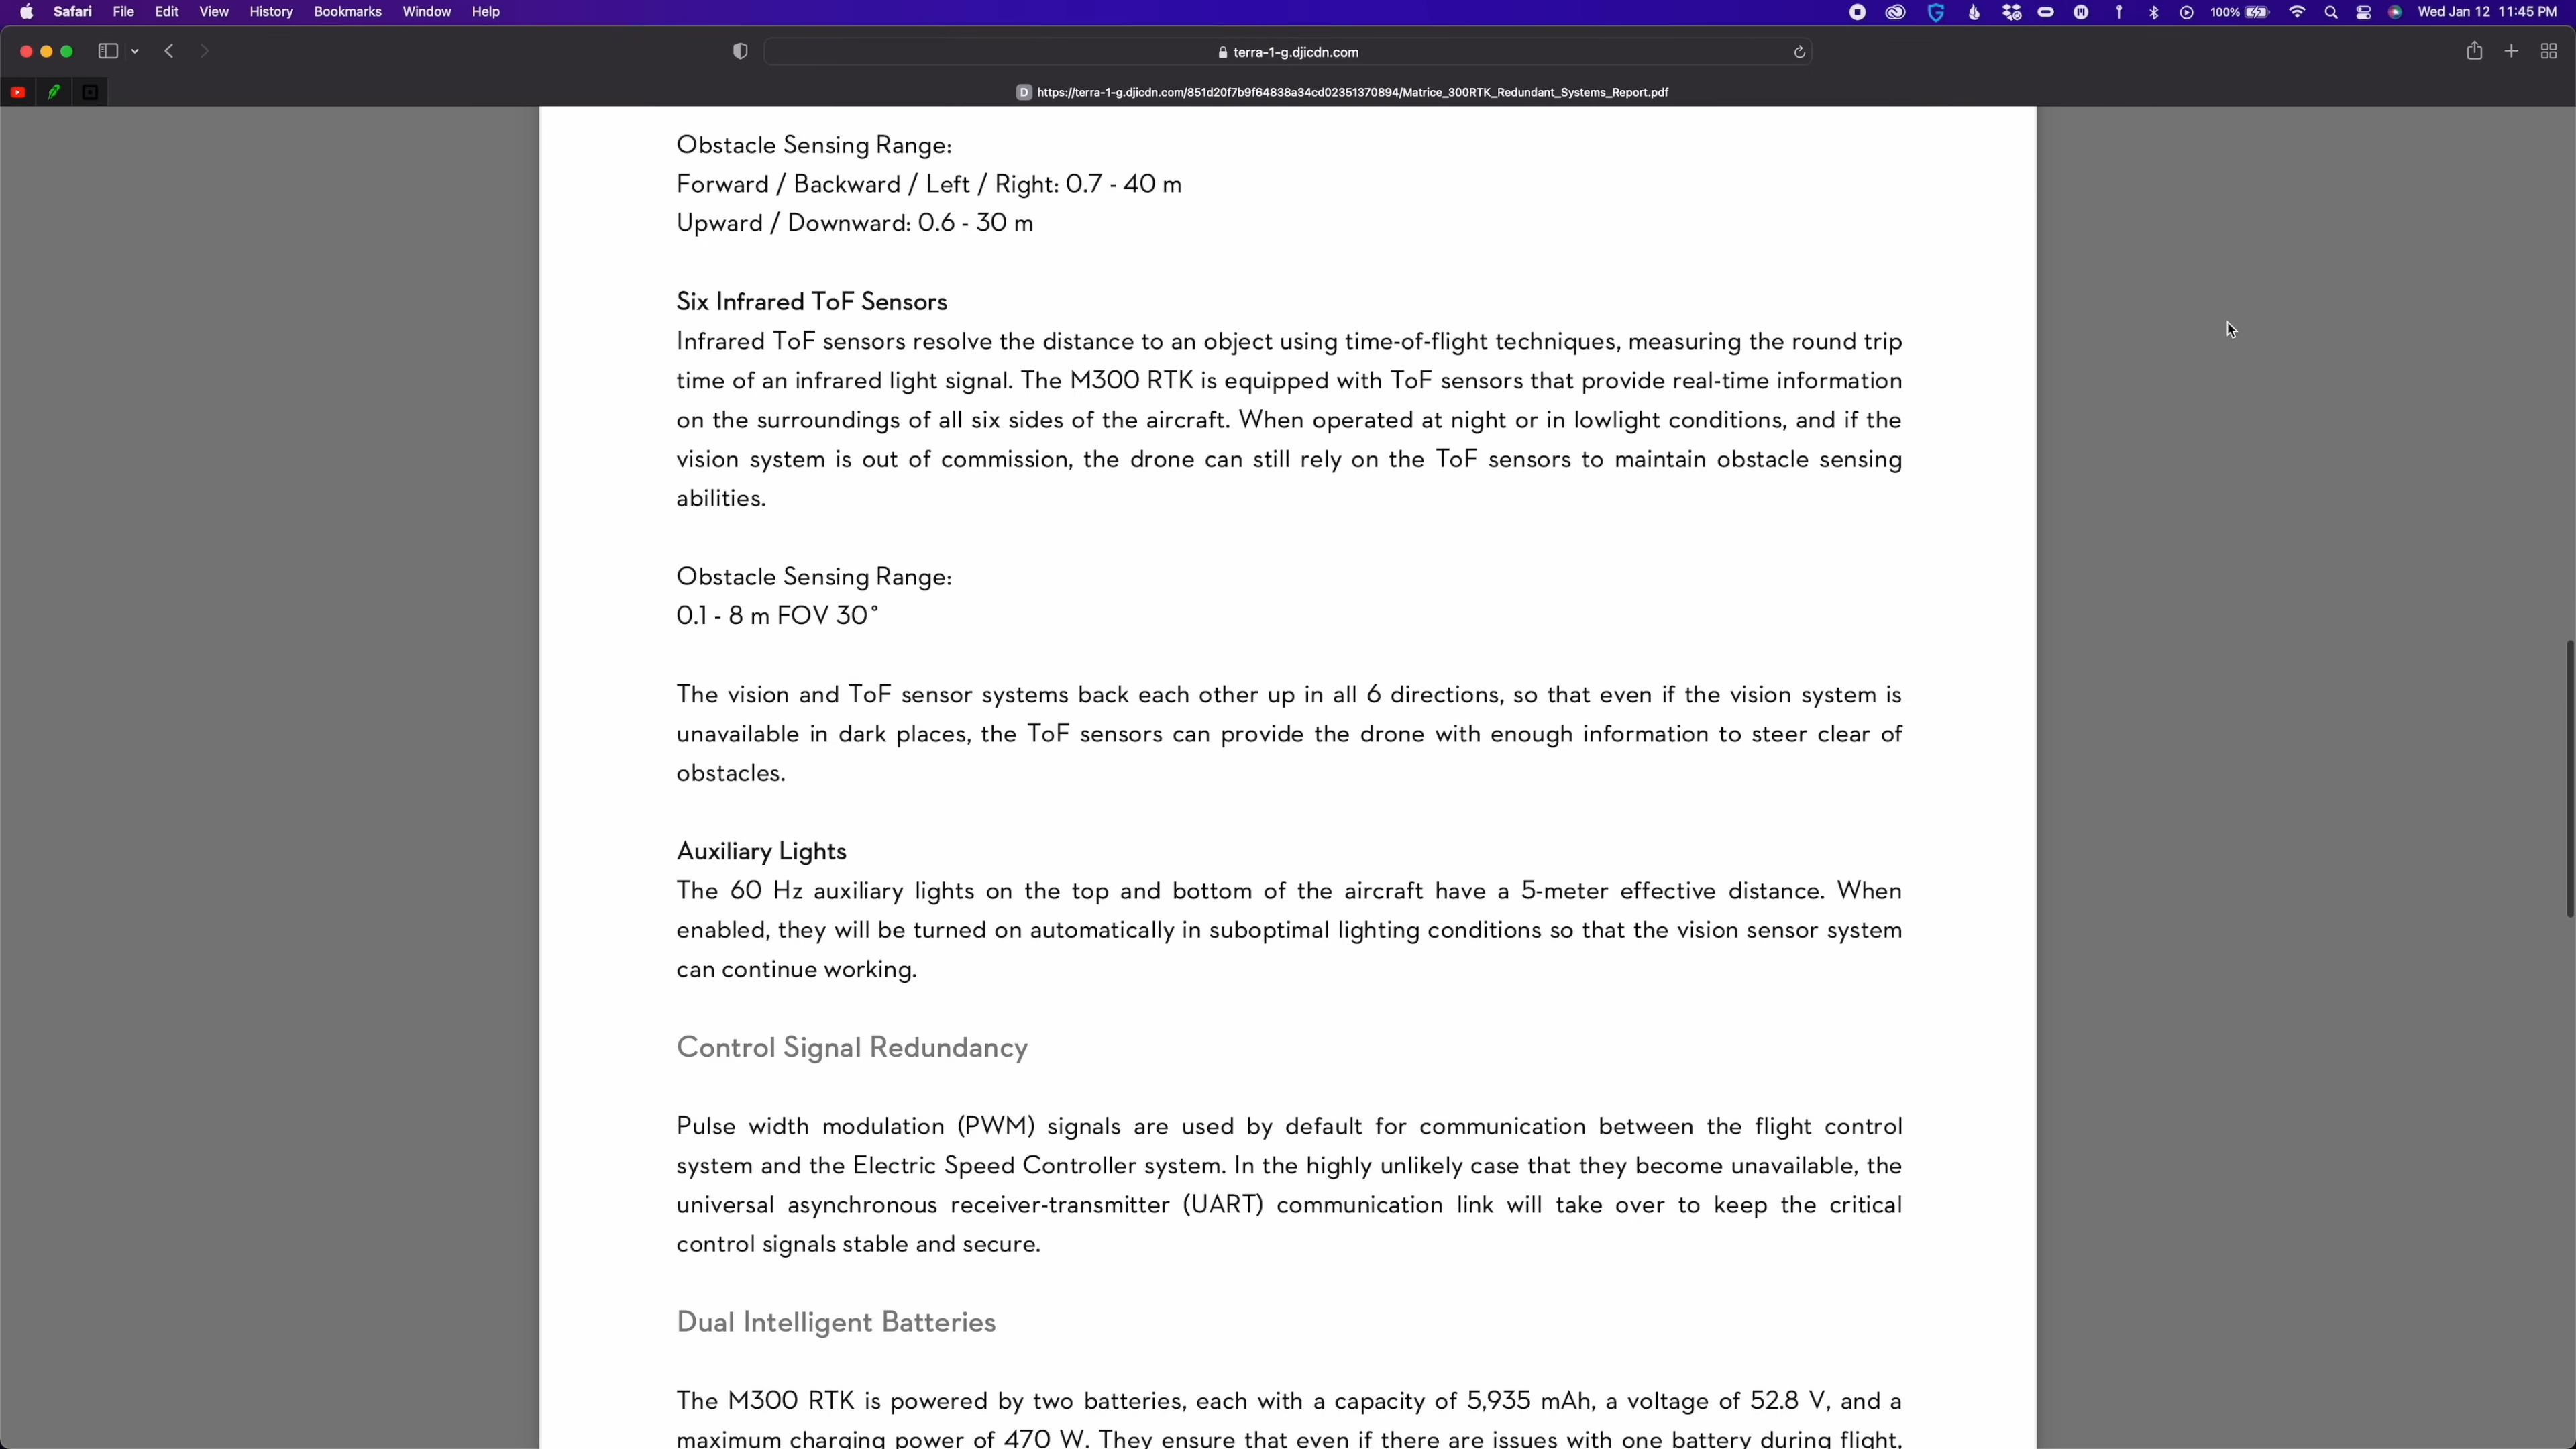 Safari File Edit View History Bookmarks Window Help 100% Wed Jan 12 11:45 PM
terra-1-g.djicdn.com
D https://terra-1-g.djicdn.com/851d20f7b9f64838a34cd02351370894/Matrice_300RTK_Redundant_Systems_Report.pdf
Obstacle Sensing Range:
Forward / Backward / Left / Right: 0.7 - 40 m
Upward / Downward: 0.6 - 30 m
Six Infrared ToF Sensors
Infrared ToF sensors resolve the distance to an object using time-of-flight techniques, measuring the round trip
time of an infrared light signal. The M300 RTK is equipped with ToF sensors that provide real-time information
on the surroundings of all six sides of the aircraft. When operated at night or in lowlight conditions, and if the
vision system is out of commission, the drone can still rely on the ToF sensors to maintain obstacle sensing
abilities.
Obstacle Sensing Range:
0.1 - 8 m FOV 30°
The vision and ToF sensor systems back each other up in all 6 directions, so that even if the vision system is
unavailable in dark places, the ToF sensors can provide the drone with enough information to steer clear of
obstacles.
Auxiliary Lights
The 60 Hz auxiliary lights on the top and bottom of the aircraft have a 5-meter effective distance. When
enabled, they will be turned on automatically in suboptimal lighting conditions so that the vision sensor system
can continue working.
Control Signal Redundancy
Pulse width modulation (PWM) signals are used by default for communication between the flight control
system and the Electric Speed Controller system. In the highly unlikely case that they become unavailable, the
universal asynchronous receiver-transmitter (UART) communication link will take over to keep the critical
control signals stable and secure.
Dual Intelligent Batteries
The M300 RTK is powered by two batteries, each with a capacity of 5,935 mAh, a voltage of 52.8 V, and a
maximum charging power of 470 W. They ensure that even if there are issues with one battery during flight,